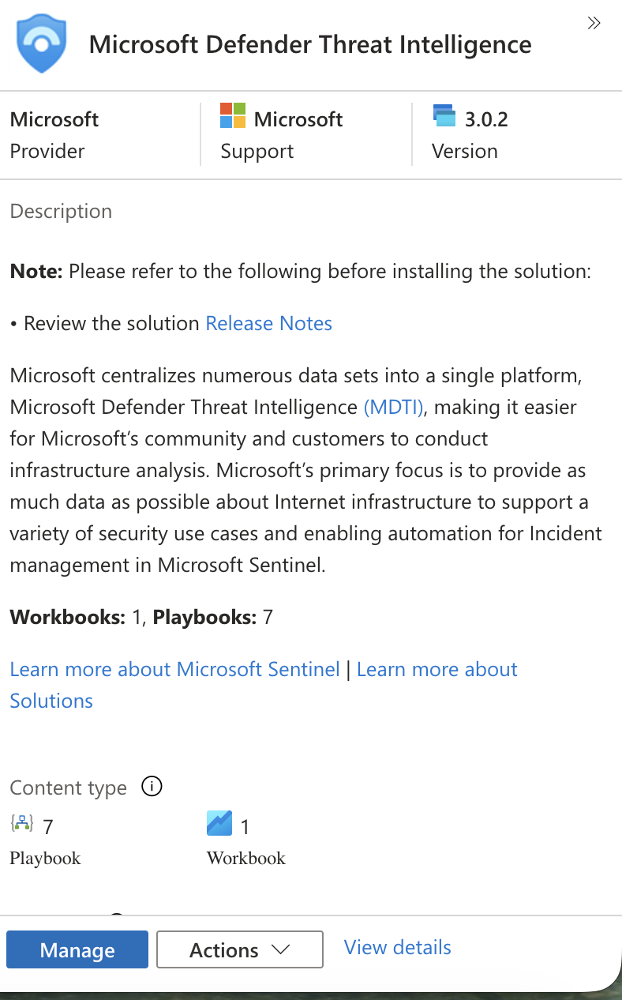 Microsoft Defender Threat Intelligence
Microsoft
Provider
Microsoft
Support
3.0.2
Version
Description
Note: Please refer to the following before installing the solution:
• Review the solution Release Notes
Microsoft centralizes numerous data sets into a single platform,
Microsoft Defender Threat Intelligence (MDTI), making it easier
for Microsoft’s community and customers to conduct
infrastructure analysis. Microsoft’s primary focus is to provide as
much data as possible about Internet infrastructure to support a
variety of security use cases and enabling automation for Incident
management in Microsoft Sentinel.
Workbooks: 1, Playbooks: 7
Learn more about Microsoft Sentinel | Learn more about
Solutions
Content type
7
Playbook
1
Workbook
Manage
Actions
View details